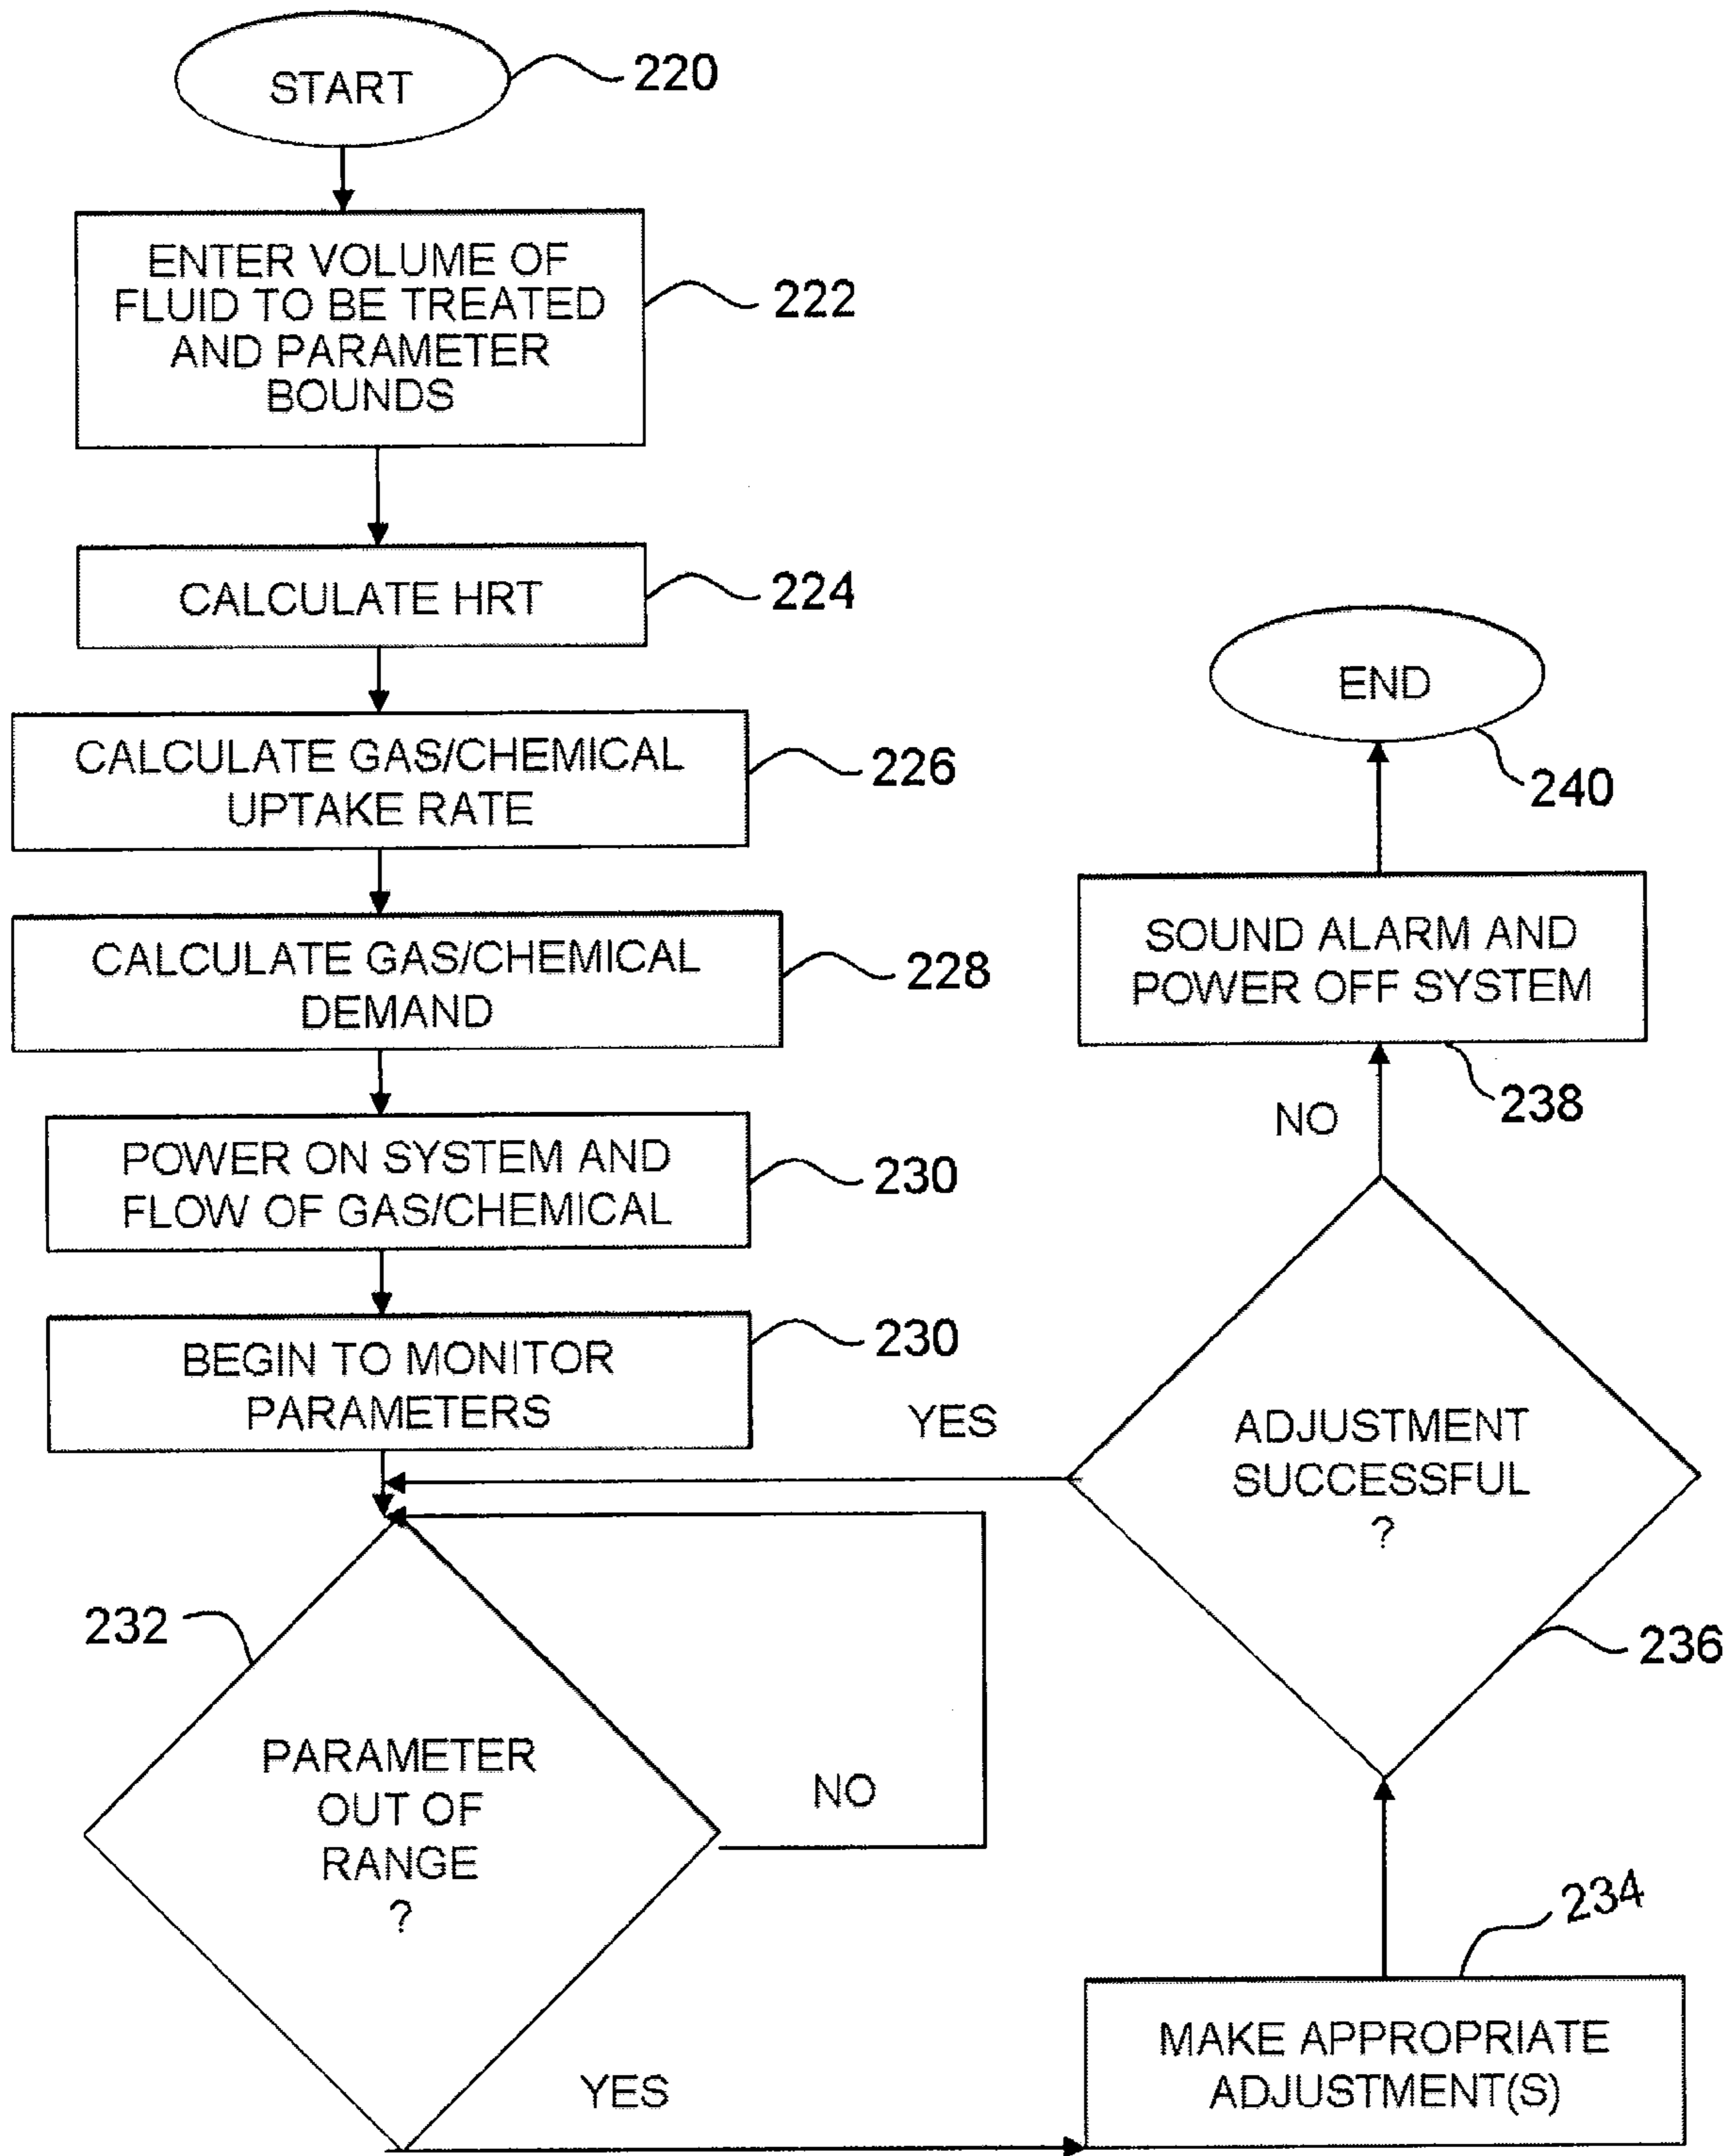 START
220
ENTER VOLUME OF
FLUID TO BE TREATED
AND PARAMETER
BOUNDS
222
CALCULATE HRT
224
CALCULATE GAS/CHEMICAL
UPTAKE RATE
226
CALCULATE GAS/CHEMICAL
DEMAND
228
POWER ON SYSTEM AND
FLOW OF GAS/CHEMICAL
230
BEGIN TO MONITOR
PARAMETERS
230
232
PARAMETER
OUT OF
RANGE
?
NO
YES
MAKE APPROPRIATE
ADJUSTMENT(S)
234
ADJUSTMENT
SUCCESSFUL
?
236
YES
NO
SOUND ALARM AND
POWER OFF SYSTEM
238
END
240